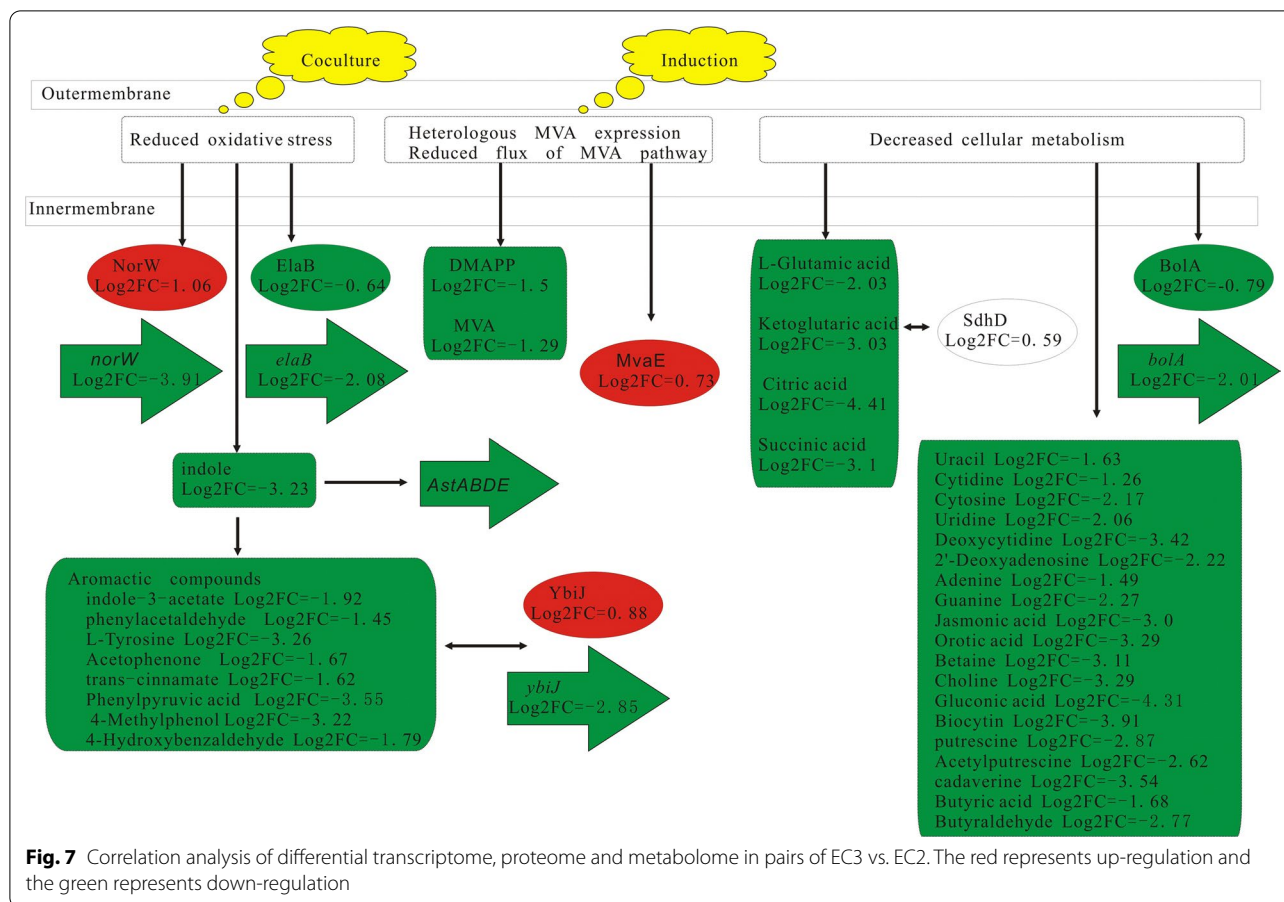 Coculture
Induction
Outermembrane
Reduced oxidative stress
Heterologous MVA expression
Reduced flux of MVA pathway
Decreased cellular metabolism
Innermembrane
NorW
Log2FC=1.06
ElaB
Log2FC=-0.64
norW
Log2FC=-3.91
elaB
Log2FC=-2.08
DMAPP
Log2FC=-1.5
MVA
Log2FC=-1.29
MvaE
Log2FC=0.73
L-Glutamic acid
Log2FC=-2.03
Ketoglutaric acid
Log2FC=-3.03
Citric acid
Log2FC=-4.41
Succinic acid
Log2FC=-3.1
SdhD
Log2FC=0.59
BolA
Log2FC=-0.79
bolA
Log2FC=-2.01
indole
Log2FC=-3.23
AstABDE
Aromactic compounds
indole-3-acetate Log2FC=-1.92
phenylacetaldehyde Log2FC=-1.45
L-Tyrosine Log2FC=-3.26
Acetophenone Log2FC=-1.67
trans-cinnamate Log2FC=-1.62
Phenylpyruvic acid Log2FC=-3.55
4-Methylphenol Log2FC=-3.22
4-Hydroxybenzaldehyde Log2FC=-1.79
YbiJ
Log2FC=0.88
ybiJ
Log2FC=-2.85
Uracil Log2FC=-1.63
Cytidine Log2FC=-1.26
Cytosine Log2FC=-2.17
Uridine Log2FC=-2.06
Deoxycytidine Log2FC=-3.42
2'-Deoxyadenosine Log2FC=-2.22
Adenine Log2FC=-1.49
Guanine Log2FC=-2.27
Jasmonic acid Log2FC=-3.0
Orotic acid Log2FC=-3.29
Betaine Log2FC=-3.11
Choline Log2FC=-3.29
Gluconic acid Log2FC=-4.31
Biocytin Log2FC=-3.91
putrescine Log2FC=-2.87
Acetylputrescine Log2FC=-2.62
cadaverine Log2FC=-3.54
Butyric acid Log2FC=-1.68
Butyraldehyde Log2FC=-2.77
Fig. 7 Correlation analysis of differential transcriptome, proteome and metabolome in pairs of EC3 vs. EC2. The red represents up-regulation and
the green represents down-regulation